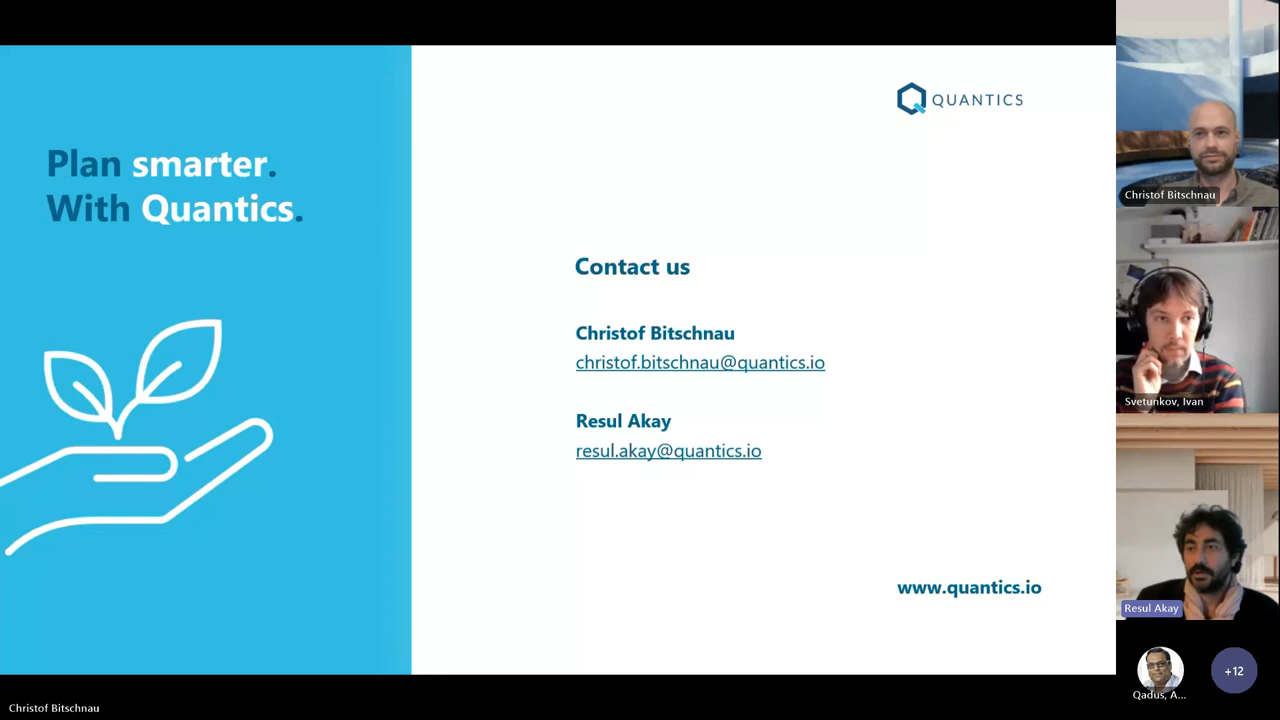 Plan smarter.
With Quantics.
QUANTICS
Contact us
Christof Bitschnau
christof.bitschnau@quantics.io
Resul Akay
resul.akay@quantics.io
www.quantics.io
Christof Bitschnau
Svetunkov, Ivan
Resul Akay
Qadus, A...
+12
Christof Bitschnau